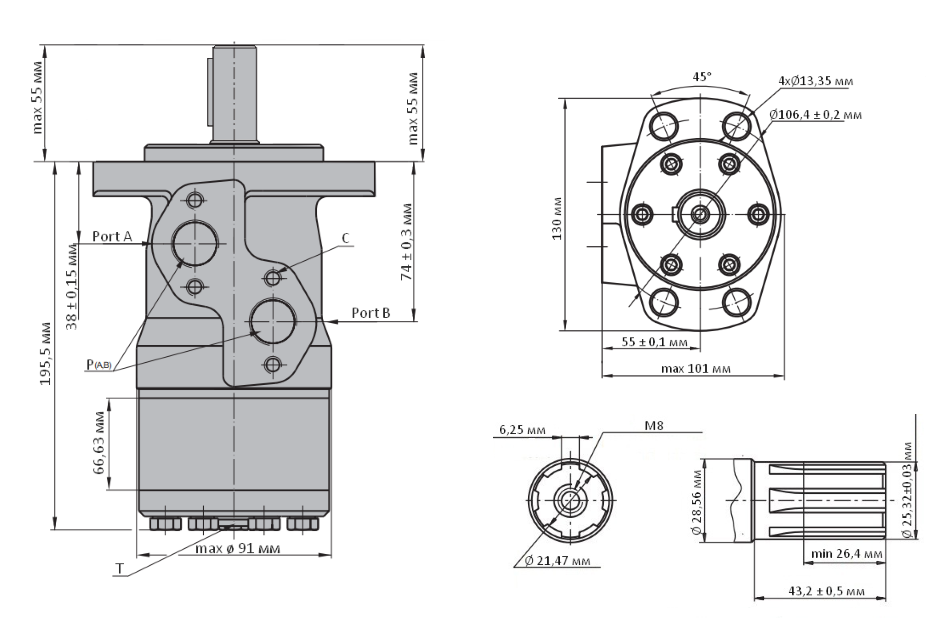 max 55 мм
max 55 мм
Port A
C
38 ± 0,15 мм
74 ± 0,3 мм
Port B
P(A,B)
195,5 мм
66,63 мм
max ø 91 мм
T
45°
4xØ13,35 мм
Ø106,4 ± 0,2 мм
130 мм
55 ± 0,1 мм
max 101 мм
6,25 мм
M8
Ø 21,47 мм
Ø 28,56 мм
Ø 25,32±0,03 мм
min 26,4 мм
43,2 ± 0,5 мм